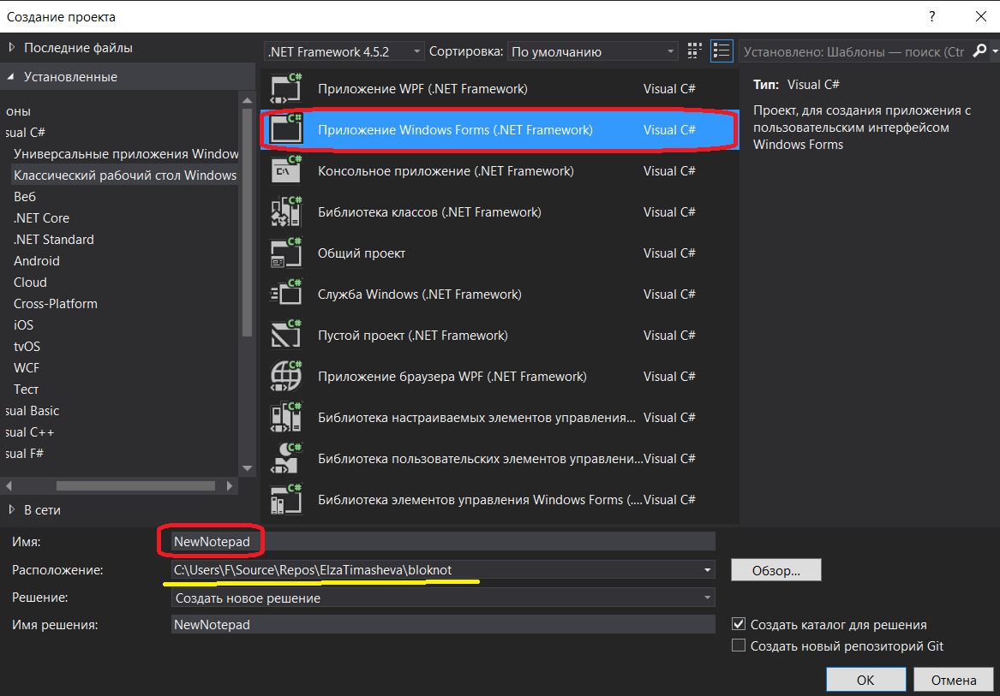 Создание проекта
?
Последние файлы
.NET Framework 4.5.2
Сортировка:
По умолчанию
Установлено: Шаблоны — поиск (Ctr
Установленные
оны
sual C#
Универсальные приложения Window
Классический рабочий стол Windows
Веб
.NET Core
.NET Standard
Android
Cloud
Cross-Platform
iOS
tvOS
WCF
Тест
sual Basic
sual C++
sual F#
В сети
Приложение WPF (.NET Framework) Visual C#
Приложение Windows Forms (.NET Framework) Visual C#
Консольное приложение (.NET Framework) Visual C#
Библиотека классов (.NET Framework) Visual C#
Общий проект Visual C#
Служба Windows (.NET Framework) Visual C#
Пустой проект (.NET Framework) Visual C#
Приложение браузера WPF (.NET Framework) Visual C#
Библиотека настраиваемых элементов управления... Visual C#
Библиотека пользовательских элементов управлени... Visual C#
Библиотека элементов управления Windows Forms (.... Visual C#
Тип: Visual C#
Проект, для создания приложения с
пользовательским интерфейсом
Windows Forms
Имя: NewNotepad
Расположение: C:\Users\F\Source\Repos\ElzaTimasheva\bloknot
Обзор...
Решение: Создать новое решение
Имя решения: NewNotepad
Создать каталог для решения
Создать новый репозиторий Git
ОК
Отмена